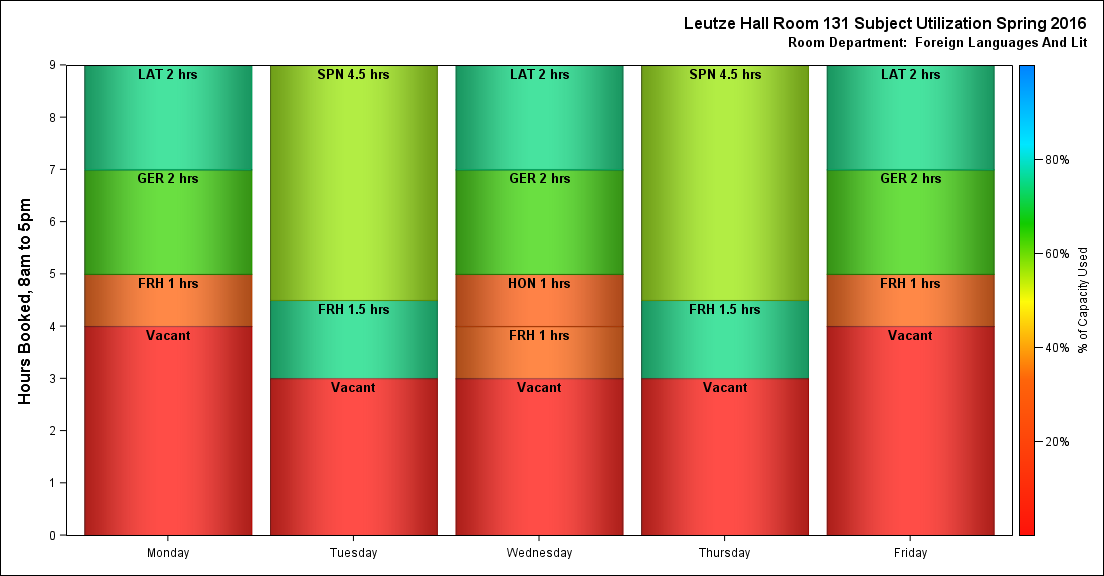 Leutze Hall Room 131 Subject Utilization Spring 2016
Room Department: Foreign Languages And Lit
Hours Booked, 8am to 5pm
9
8
7
6
5
4
3
2
1
0
LAT 2 hrs
GER 2 hrs
FRH 1 hrs
Vacant
SPN 4.5 hrs
FRH 1.5 hrs
Vacant
LAT 2 hrs
GER 2 hrs
HON 1 hrs
FRH 1 hrs
Vacant
SPN 4.5 hrs
FRH 1.5 hrs
Vacant
LAT 2 hrs
GER 2 hrs
FRH 1 hrs
Vacant
Monday Tuesday Wednesday Thursday Friday
80%
60%
40%
20%
% of Capacity Used